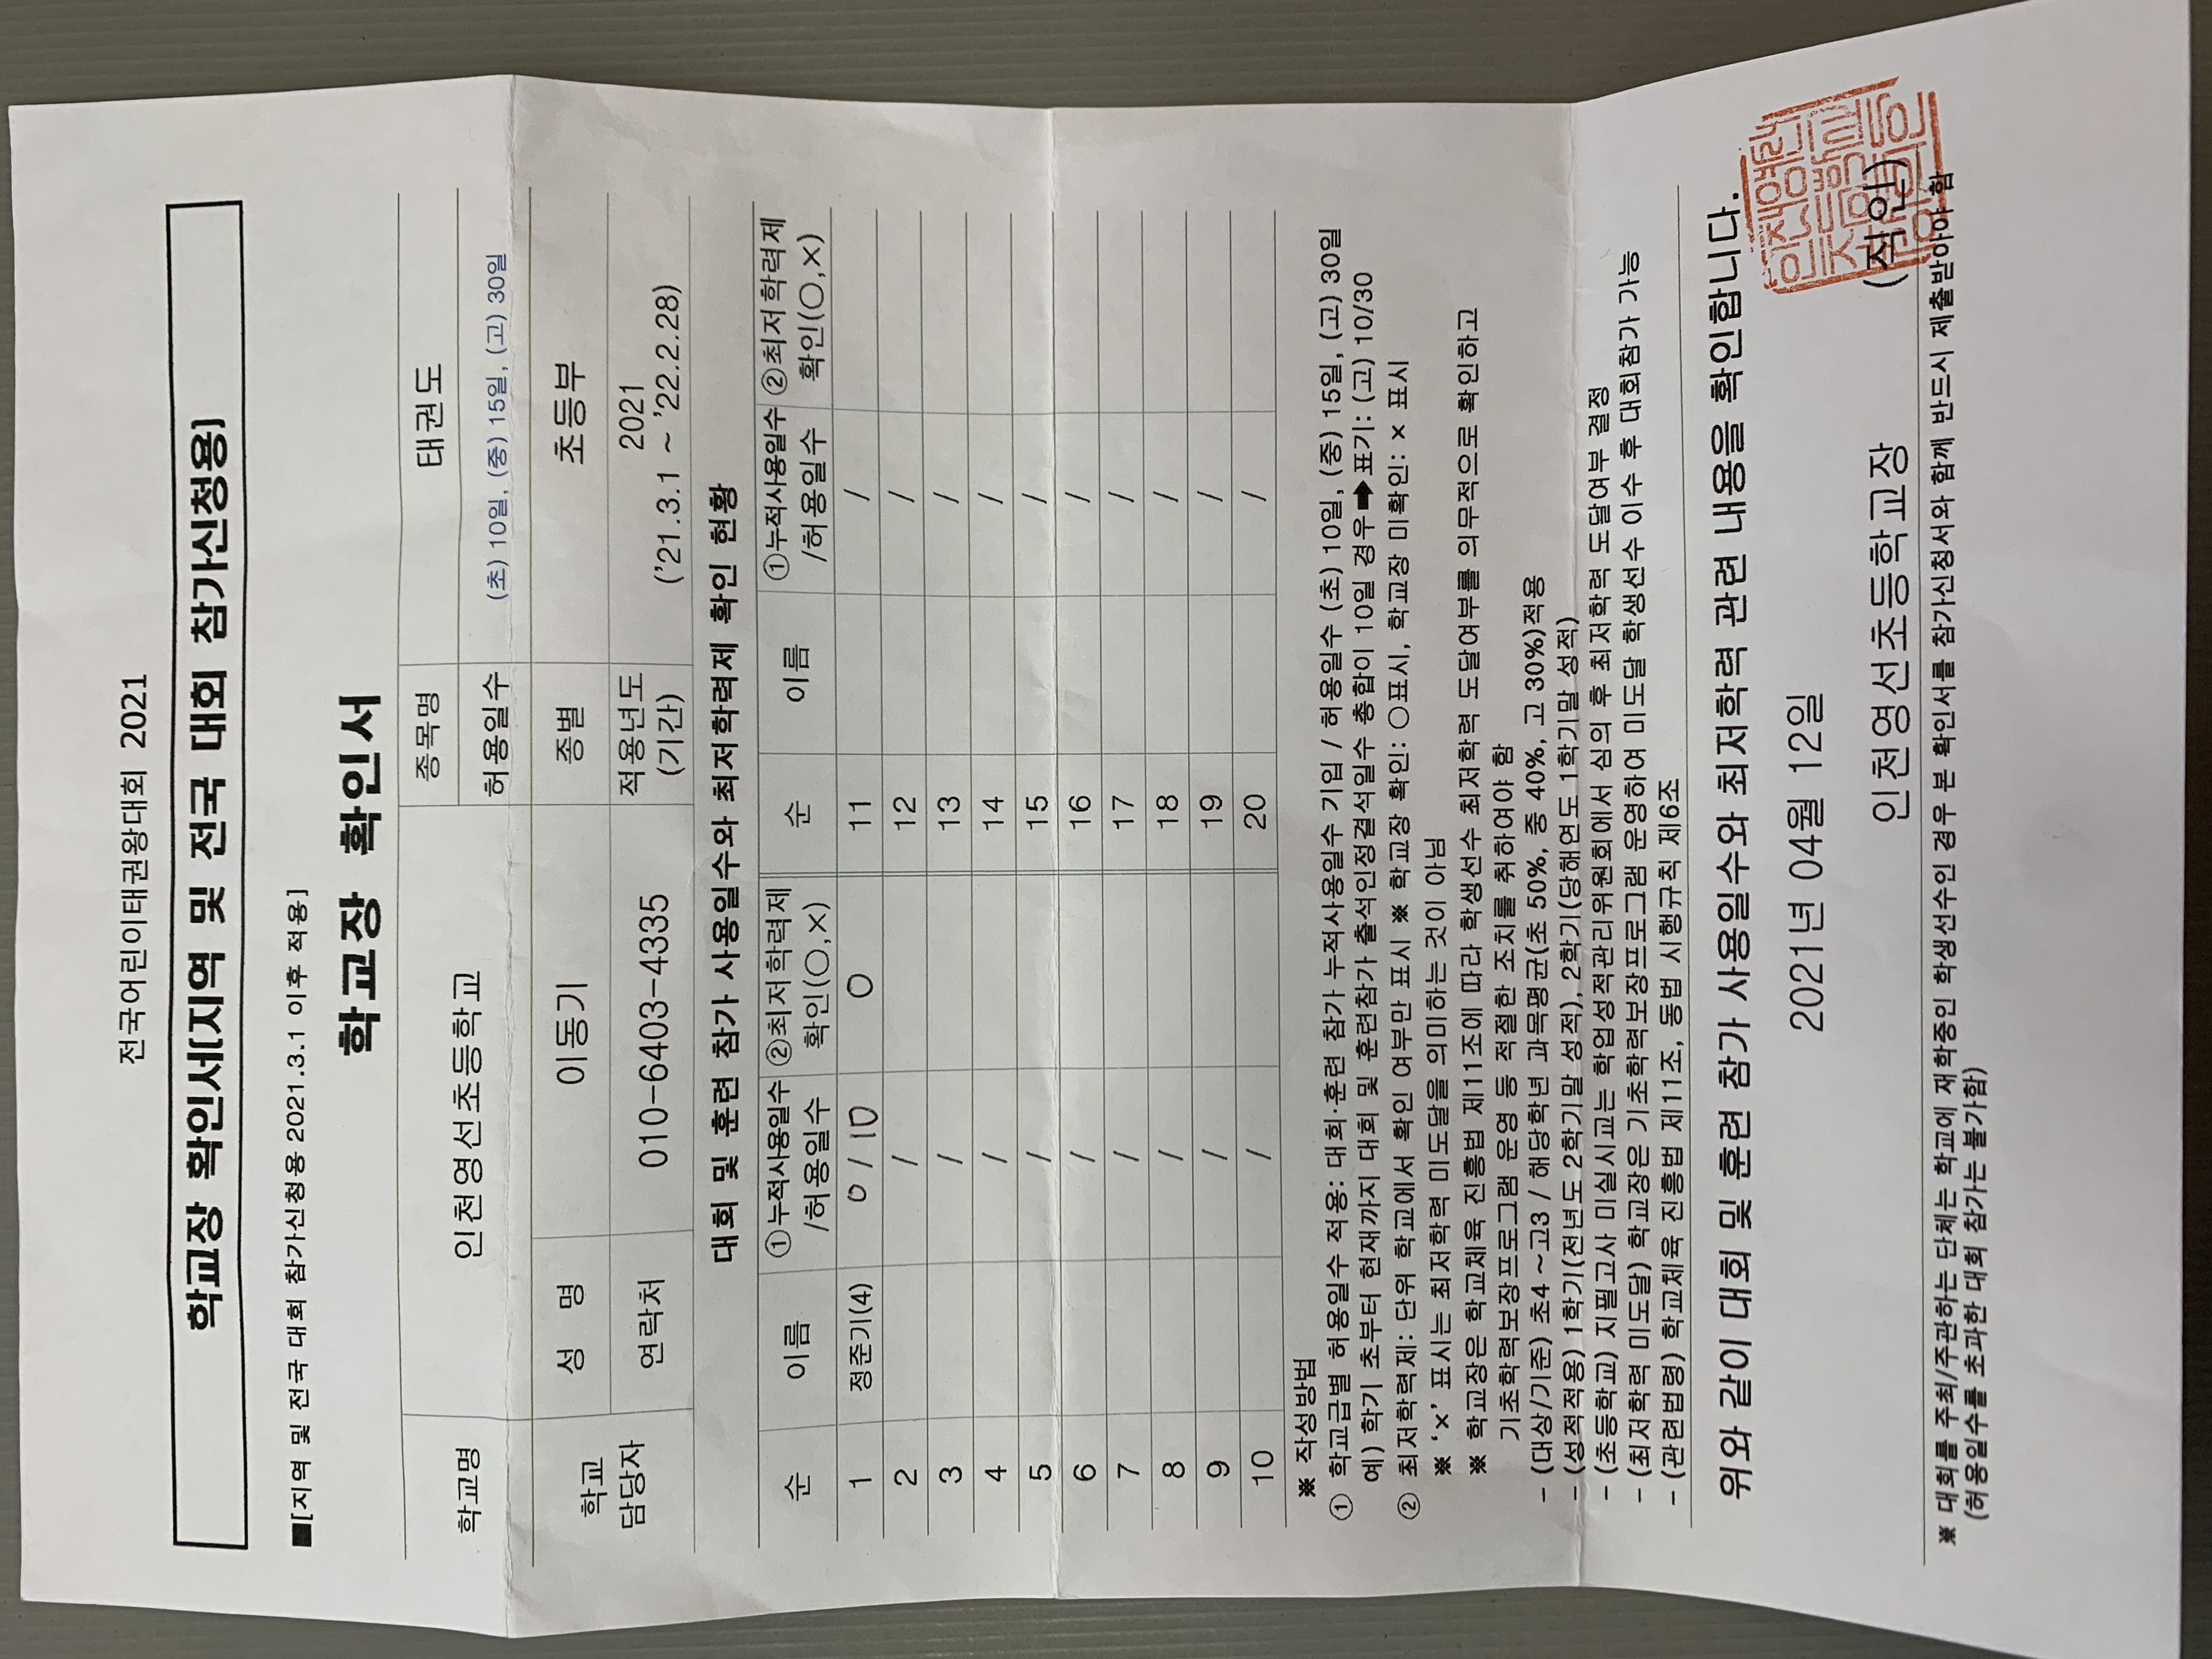 전국어린이태권왕대회 2021
학교장 확인서[지역 및 전국 대회 참가신청용]
■[지역 및 전국 대회 참가신청용 2021.3.1 이후 적용]
학교장 확인서
학교명 인천영선초등학교 종목명 태권도
허용일수 (초) 10일, (중) 15일, (고) 30일
학교 담당자 성 명 이동기 종별 초등부
연락처 010-6403-4335 적용년도 (기간) 2021 ('21.3.1 ~ '22.2.28)
대회 및 훈련 참가 사용일수와 최저학력제 확인 현황
순 이름 ①누적사용일수 /허용일수 ②최저학력제 확인(○,×) 순 이름 ①누적사용일수 /허용일수 ②최저학력제 확인(○,×)
1 정준기(4) 0 / 10 ○ 11 /
2 / 12 /
3 / 13 /
4 / 14 /
5 / 15 /
6 / 16 /
7 / 17 /
8 / 18 /
9 / 19 /
10 / 20 /
※ 작성방법
① 학교급별 허용일수 적용: 대회·훈련 참가 누적사용일수 기입 / 허용일수 (초) 10일, (중) 15일, (고) 30일
예) 학기 초부터 현재까지 대회 및 훈련참가 출석인정결석일수 총합이 10일 경우➡표기: (고) 10/30
② 최저학력제: 단위 학교에서 확인 여부만 표시 ※ 학교장 확인: ○표시, 학교장 미확인: × 표시
※ '×' 표시는 최저학력 미도달을 의미하는 것이 아님
※ 학교장은 학교체육 진흥법 제11조에 따라 학생선수 최저학력 도달여부를 의무적으로 확인하고
기초학력보장프로그램 운영 등 적절한 조치를 취하여야 함
- (대상/기준) 초4 ~ 고3 / 해당학년 과목평균(초 50%, 중 40%, 고 30%)적용
- (성적적용) 1학기(전년도 2학기말 성적), 2학기(당해연도 1학기말 성적)
- (초등학교) 지필고사 미실시교는 학업성적관리위원회에서 심의 후 최저학력 도달여부 결정
- (최저학력 미도달) 학교장은 기초학력보장프로그램 운영하여 미도달 학생선수 이수 후 대회참가 가능
- (관련법령) 학교체육 진흥법 제11조, 동법 시행규칙 제6조
위와 같이 대회 및 훈련 참가 사용일수와 최저학력 관련 내용을 확인합니다.
2021년 04월 12일
인천영선초등학교장 (직인)
※ 대회를 주최/주관하는 단체는 학교에 재학중인 학생선수인 경우 본 확인서를 참가신청서와 함께 반드시 제출받아야 함
(허용일수를 초과한 대회 참가는 불가함)